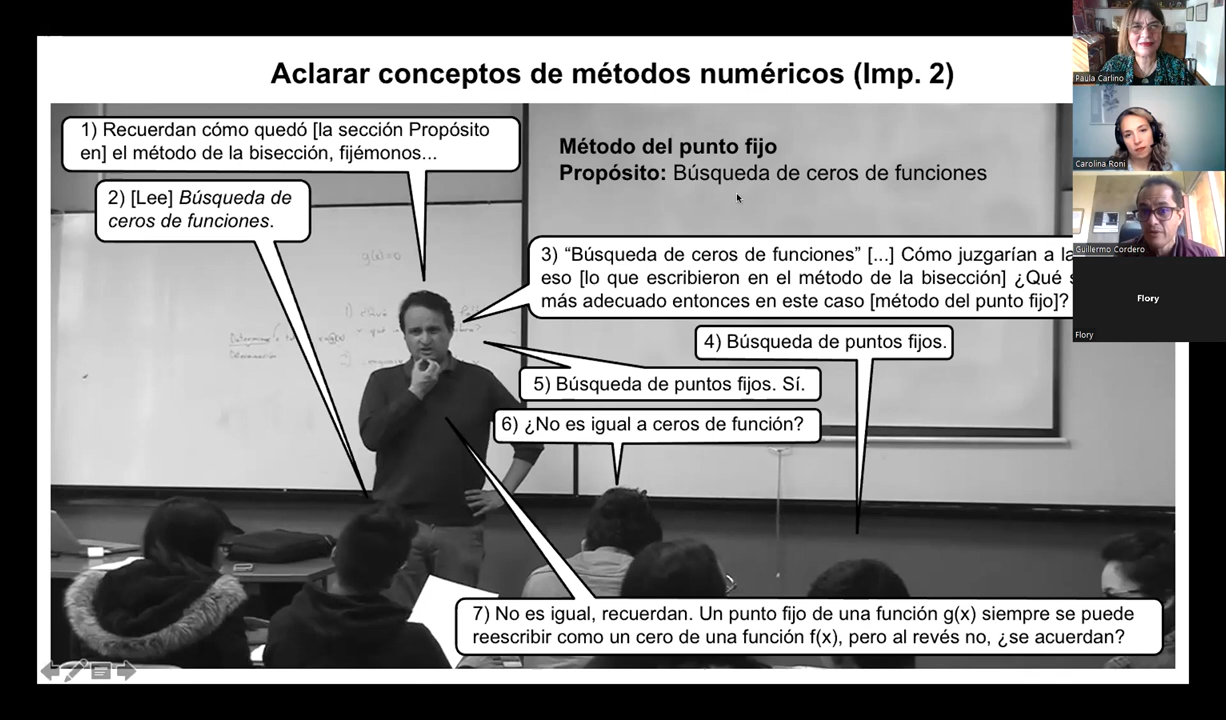 Aclarar conceptos de métodos numéricos (Imp. 2)
1) Recuerdan cómo quedó [la sección Propósito
en] el método de la bisección, fijémonos...
Método del punto fijo
Propósito: Búsqueda de ceros de funciones
2) [Lee] Búsqueda de
ceros de funciones.
3) “Búsqueda de ceros de funciones” [...] Cómo juzgarían a la
eso [lo que escribieron en el método de la bisección] ¿Qué s
más adecuado entonces en este caso [método del punto fijo]?
4) Búsqueda de puntos fijos.
5) Búsqueda de puntos fijos. Sí.
6) ¿No es igual a ceros de función?
7) No es igual, recuerdan. Un punto fijo de una función g(x) siempre se puede
reescribir como un cero de una función f(x), pero al revés no, ¿se acuerdan?
g(x)=0
Paula Carlino
Carolina Roni
Guillermo Cordero
Flory
Flory